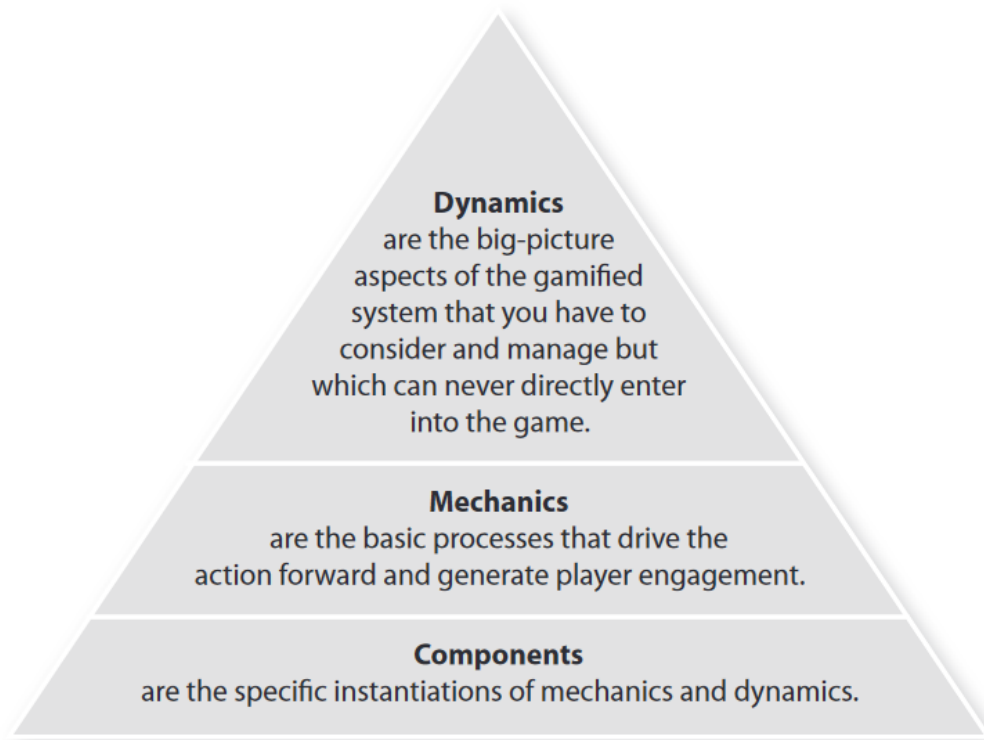 Dynamics
are the big-picture
aspects of the gamified
system that you have to
consider and manage but
which can never directly enter
into the game.
Mechanics
are the basic processes that drive the
action forward and generate player engagement.
Components
are the specific instantiations of mechanics and dynamics.